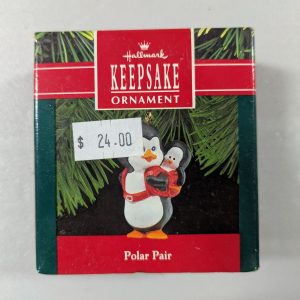 Hallmark
KEEPSAKE
ORNAMENT
$ 24.00
Polar Pair